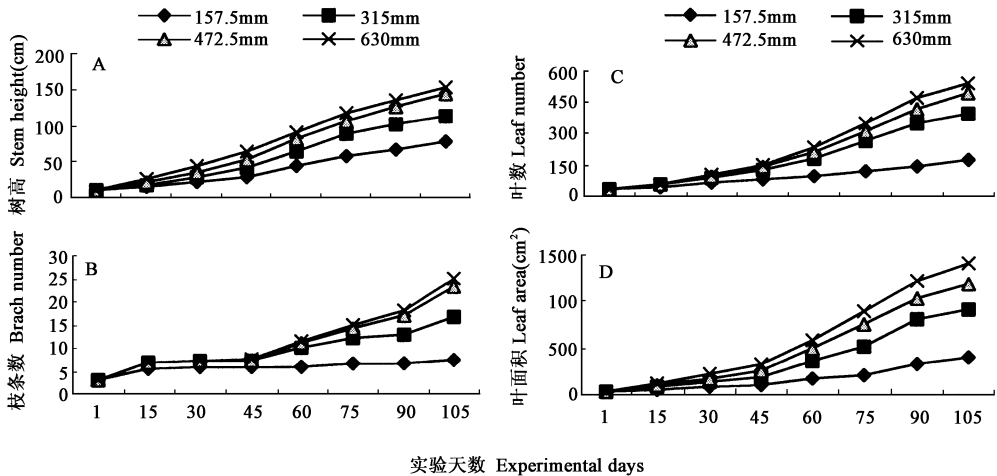 157.5mm 315mm
472.5mm 630mm
157.5mm 315mm
472.5mm 630mm
A
树高 Stem height(cm)
200
150
100
50
0
C
叶数 Leaf number
600
450
300
150
0
B
枝条数 Brach number
30
25
20
15
10
5
0
1 15 30 45 60 75 90 105
D
叶面积 Leaf area(cm²)
1500
100
500
0
1 15 30 45 60 75 90 105
实验天数 Experimental days